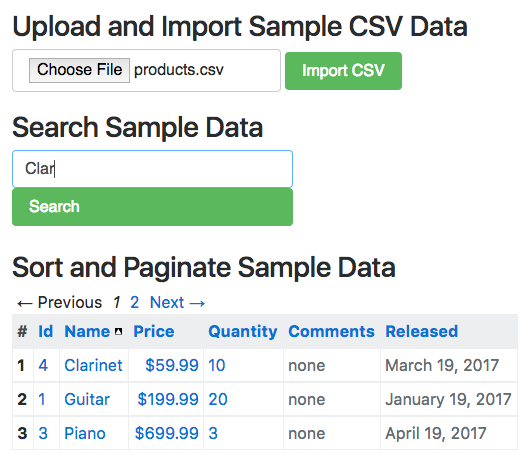 Upload and Import Sample CSV Data
Choose File products.csv Import CSV
Search Sample Data
Clar
Search
Sort and Paginate Sample Data
← Previous 1 2 Next →
# Id Name Price Quantity Comments Released
1 4 Clarinet $59.99 10 none March 19, 2017
2 1 Guitar $199.99 20 none January 19, 2017
3 3 Piano $699.99 3 none April 19, 2017